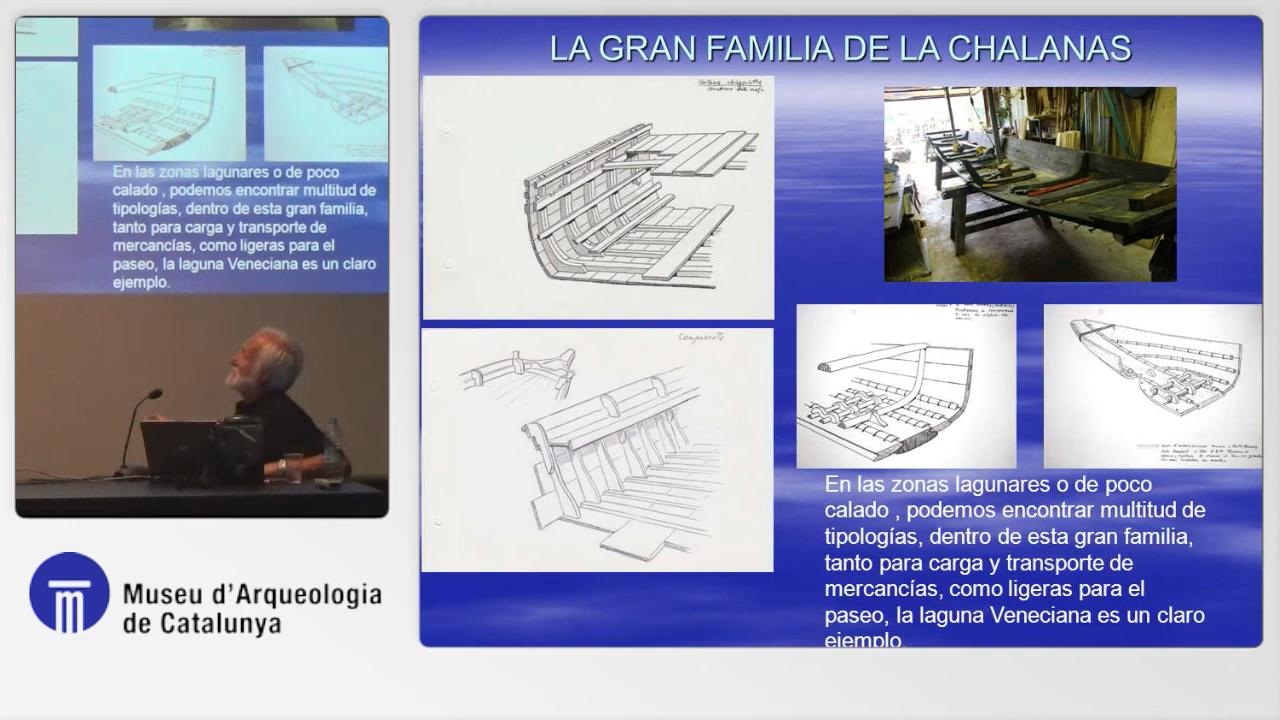 En las zonas lagunares o de poco
calado , podemos encontrar multitud de
tipologías, dentro de esta gran familia,
tanto para carga y transporte de
mercancías, como ligeras para el
paseo, la laguna Veneciana es un claro
ejemplo.
Museu d'Arqueologia
de Catalunya
LA GRAN FAMILIA DE LA CHALANAS
En las zonas lagunares o de poco
calado , podemos encontrar multitud de
tipologías, dentro de esta gran familia,
tanto para carga y transporte de
mercancías, como ligeras para el
paseo, la laguna Veneciana es un claro
ejemplo.